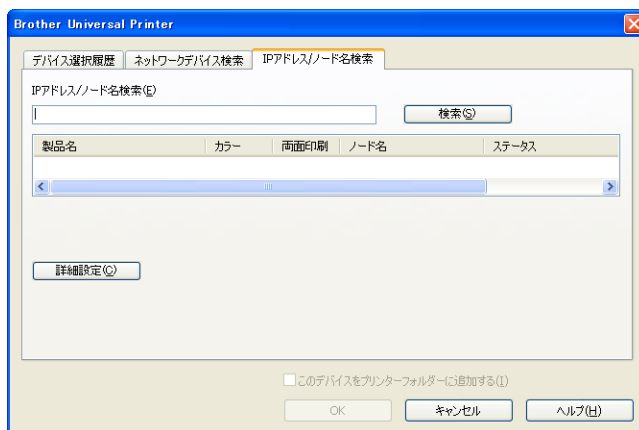 Brother Universal Printer
デバイス選択履歴 ネットワークデバイス検索 IPアドレス/ノード名検索
IPアドレス/ノード名検索(E)
検索(S)
製品名 カラー 両面印刷 ノード名 ステータス
詳細設定(C)
このデバイスをプリンターフォルダーに追加する(I)
OK キャンセル ヘルプ(H)